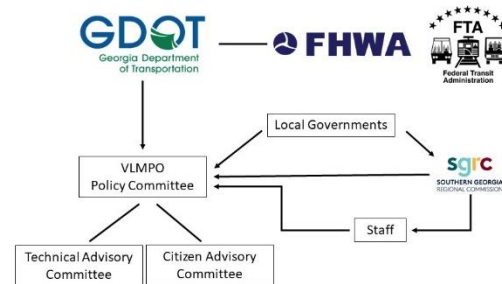 GDOT
Georgia Department
of Transportation
FHWA
FTA
Federal Transit
Administration
Local Governments
VLMPO
Policy Committee
sgrc
SOUTHERN GEORGIA
REGIONAL COMMISSION
Staff
Technical Advisory
Committee
Citizen Advisory
Committee